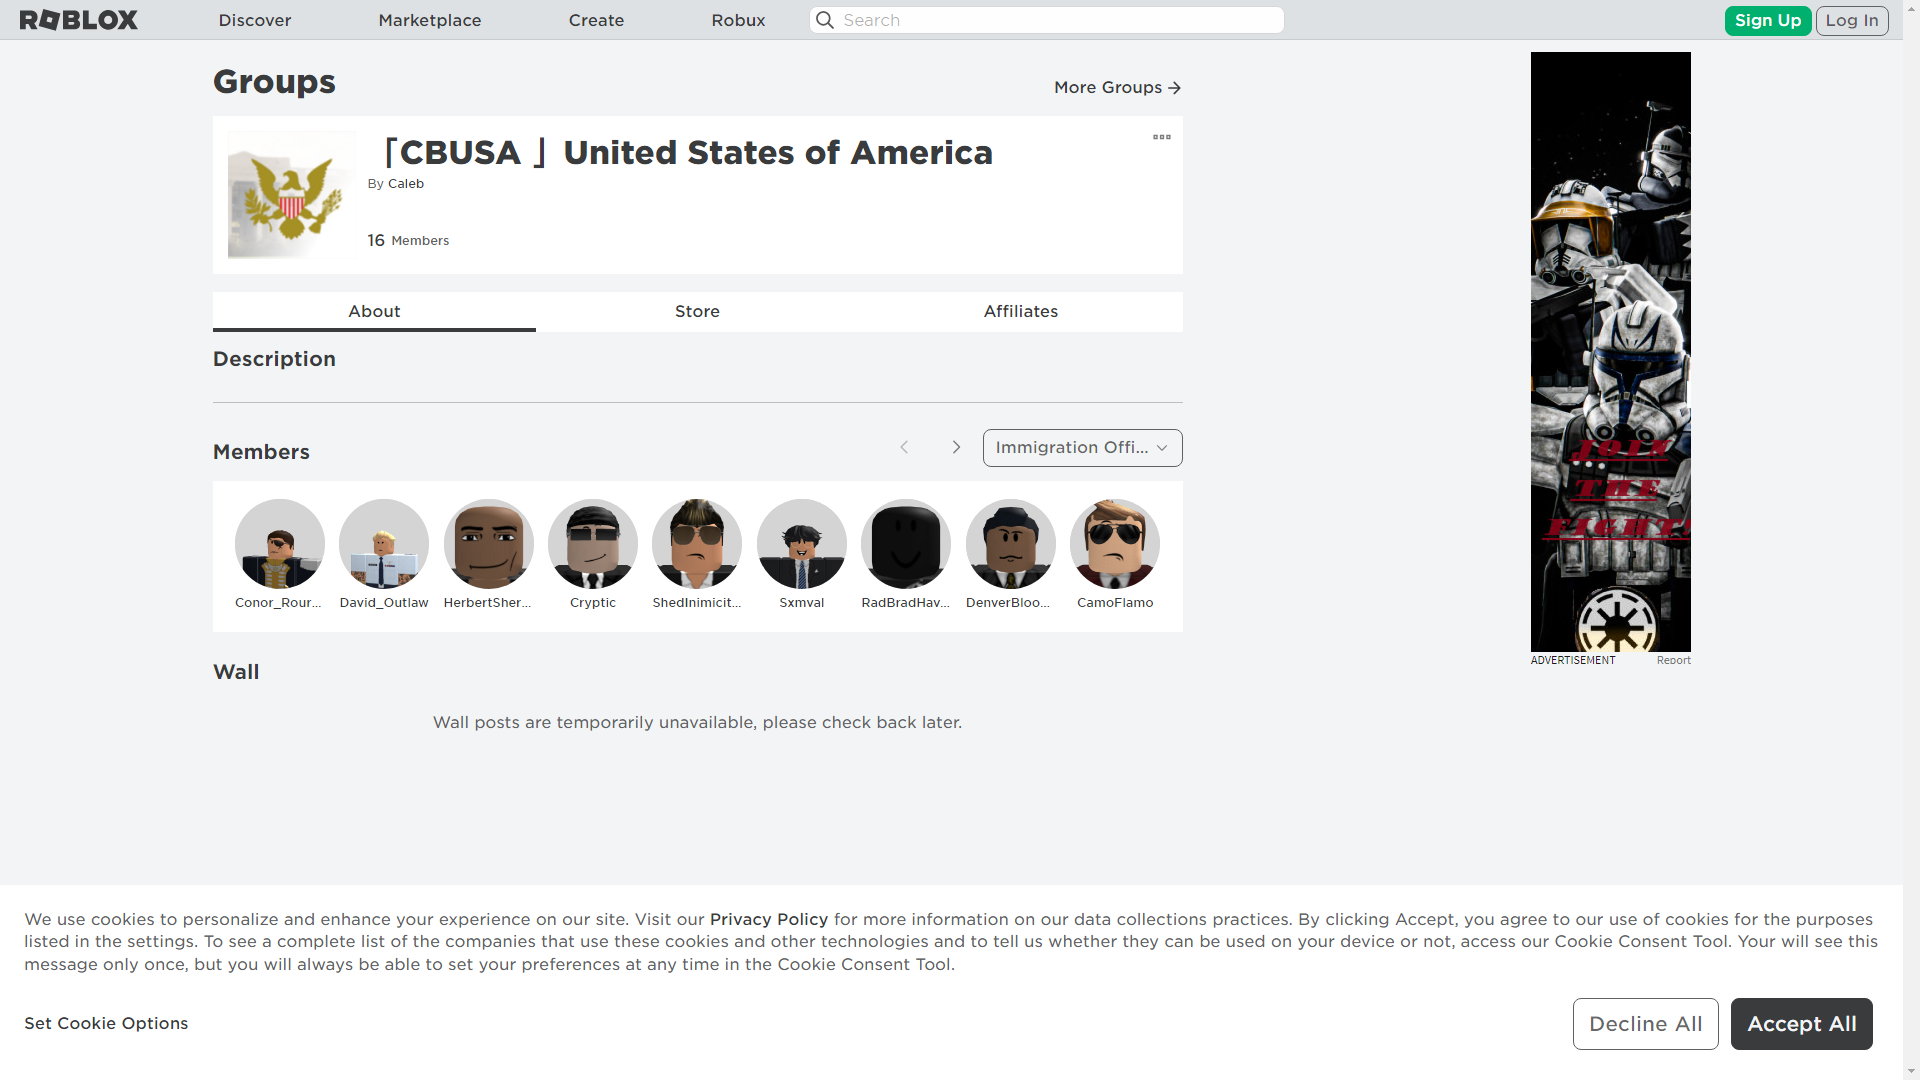 ROBLOX
Discover
Marketplace
Create
Robux
Search
Sign Up
Log In
Groups
More Groups
「CBUSA 」United States of America
By Caleb
16 Members
About
Store
Affiliates
Description
Members
Immigration Offi...
Conor_Rour...
David_Outlaw
HerbertSher...
Cryptic
ShedInimicit...
Sxmval
RadBradHav...
DenverBloo...
CamoFlamo
JOIN
THE
FIGHT!
ADVERTISEMENT
Report
Wall
Wall posts are temporarily unavailable, please check back later.
We use cookies to personalize and enhance your experience on our site. Visit our Privacy Policy for more information on our data collections practices. By clicking Accept, you agree to our use of cookies for the purposes
listed in the settings. To see a complete list of the companies that use these cookies and other technologies and to tell us whether they can be used on your device or not, access our Cookie Consent Tool. Your will see this
message only once, but you will always be able to set your preferences at any time in the Cookie Consent Tool.
Set Cookie Options
Decline All
Accept All